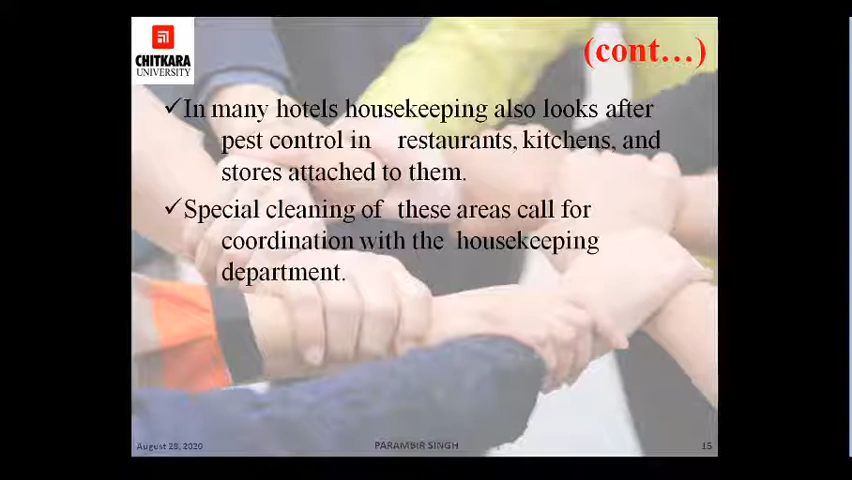 CHITKARA
UNIVERSITY
(cont...)
✓In many hotels housekeeping also looks after
pest control in restaurants, kitchens, and
stores attached to them.
✓Special cleaning of these areas call for
coordination with the housekeeping
department.
August 28, 2020
PARAMBIR SINGH
15